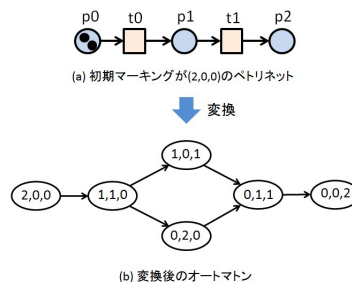 p0 t0 p1 t1 p2
(a) 初期マーキングが(2,0,0)のペトリネット
変換
1,0,1
2,0,0 1,1,0 0,1,1 0,0,2
0,2,0
(b) 変換後のオートマトン